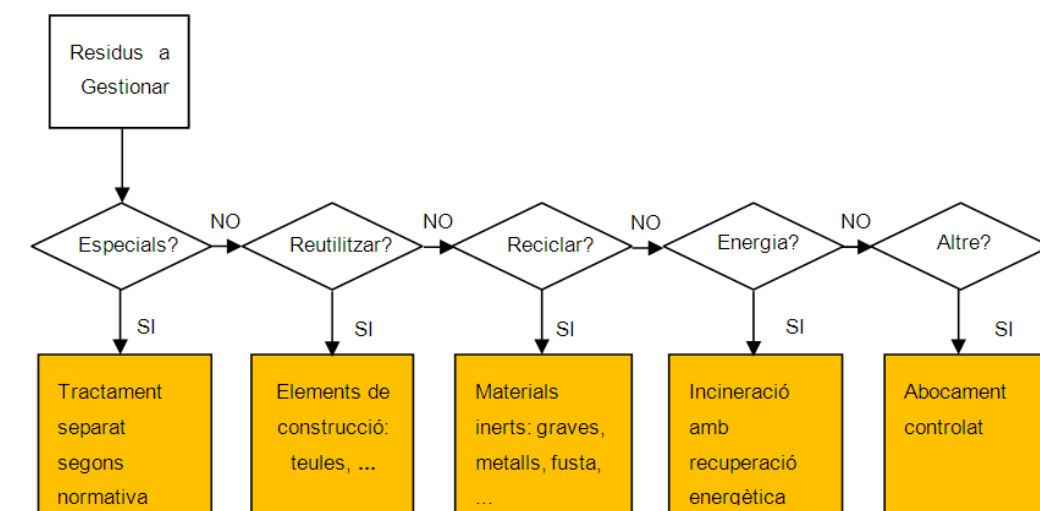 Residus a
Gestionar
NO
NO
NO
NO
Especials?
Reutilitzar?
Reciclar?
Energia?
Altre?
SI
SI
SI
SI
SI
Tractament
separat
segons
normativa
Elements de
construcció:
teules, ...
Materials
inerts: graves,
metalls, fusta,
...
Incineració
amb
recuperació
energètica
Abocament
controlat